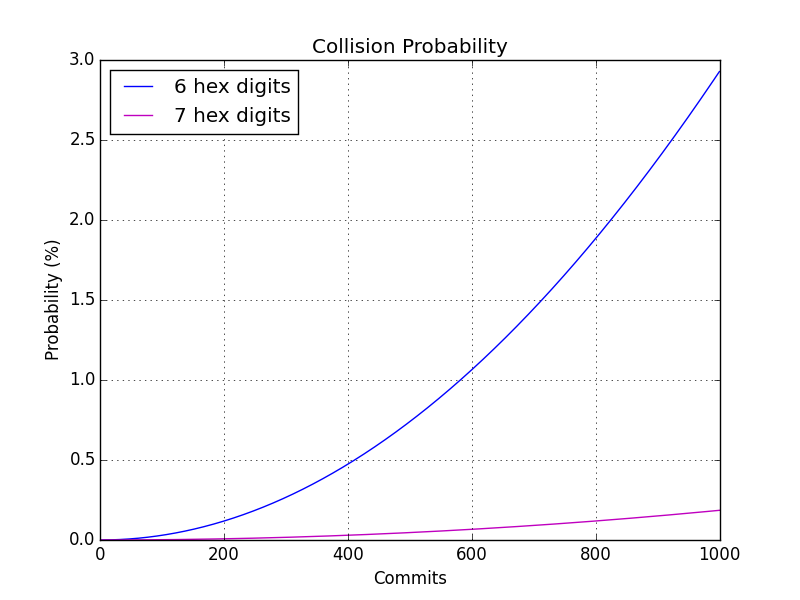 Collision Probability
6 hex digits
7 hex digits
3.0
2.5
2.0
1.5
1.0
0.5
0.0
Probability (%)
0 200 400 600 800 1000
Commits